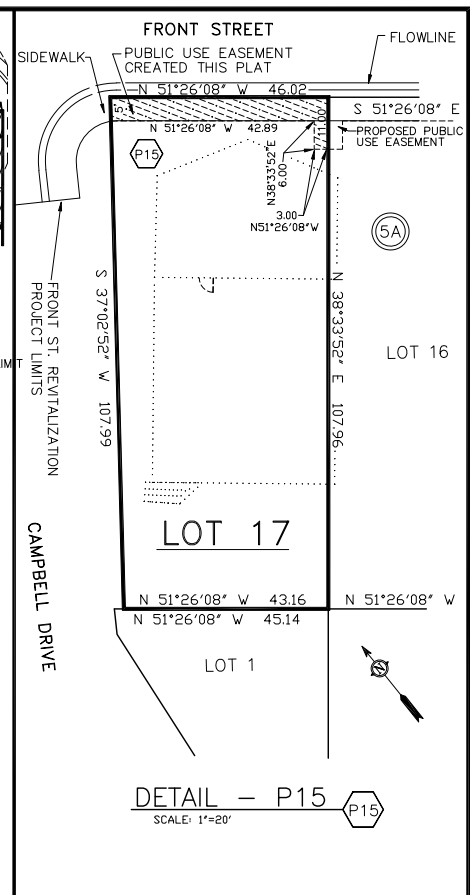 FRONT STREET
SIDEWALK
PUBLIC USE EASEMENT
CREATED THIS PLAT
FLOWLINE
N 51°26'08" W 46.02
S 51°26'08" E
5'
N 51°26'08" W 42.89
11.00
PROPOSED PUBLIC
USE EASEMENT
P15
N38°33'52"E
6.00
3.00
N51°26'08"W
5A
S 37°02'52" W 107.99
N 38°33'52" E 107.96
FRONT ST. REVITALIZATION
PROJECT LIMITS
LIMIT
LOT 16
LOT 17
CAMPBELL DRIVE
N 51°26'08" W 43.16
N 51°26'08" W
N 51°26'08" W 45.14
LOT 1
N
DETAIL - P15
P15
SCALE: 1"=20'